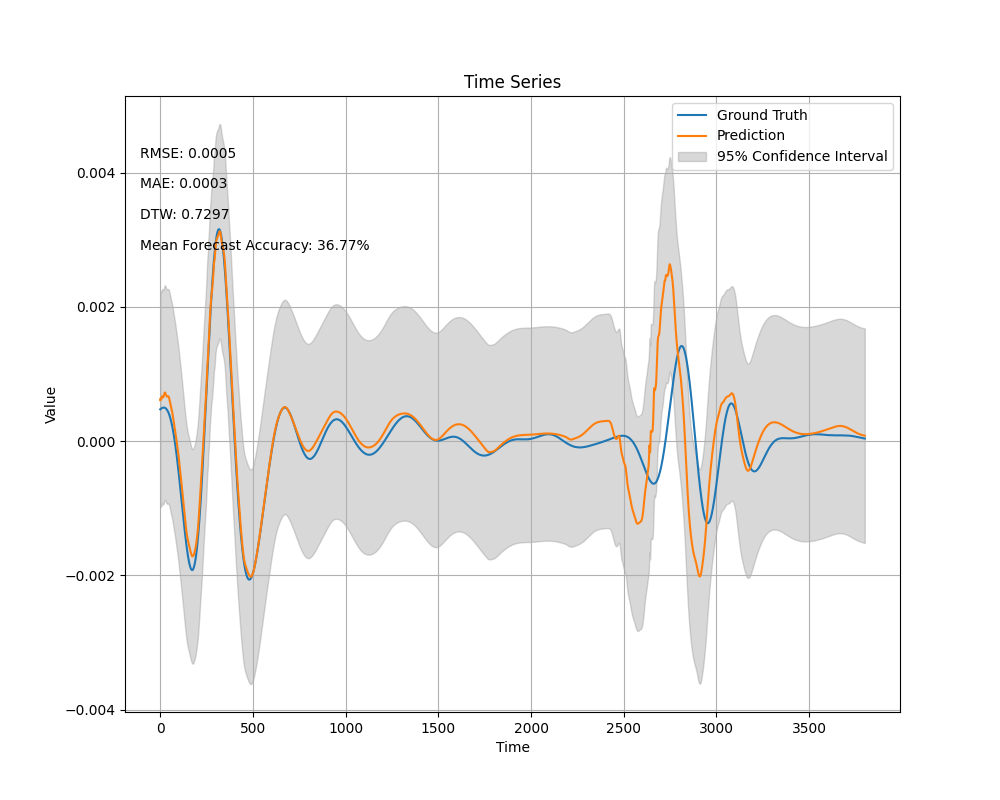 Time Series
Ground Truth
Prediction
95% Confidence Interval
RMSE: 0.0005
MAE: 0.0003
DTW: 0.7297
Mean Forecast Accuracy: 36.77%
0.004
0.002
0.000
−0.002
−0.004
Value
0 500 1000 1500 2000 2500 3000 3500
Time